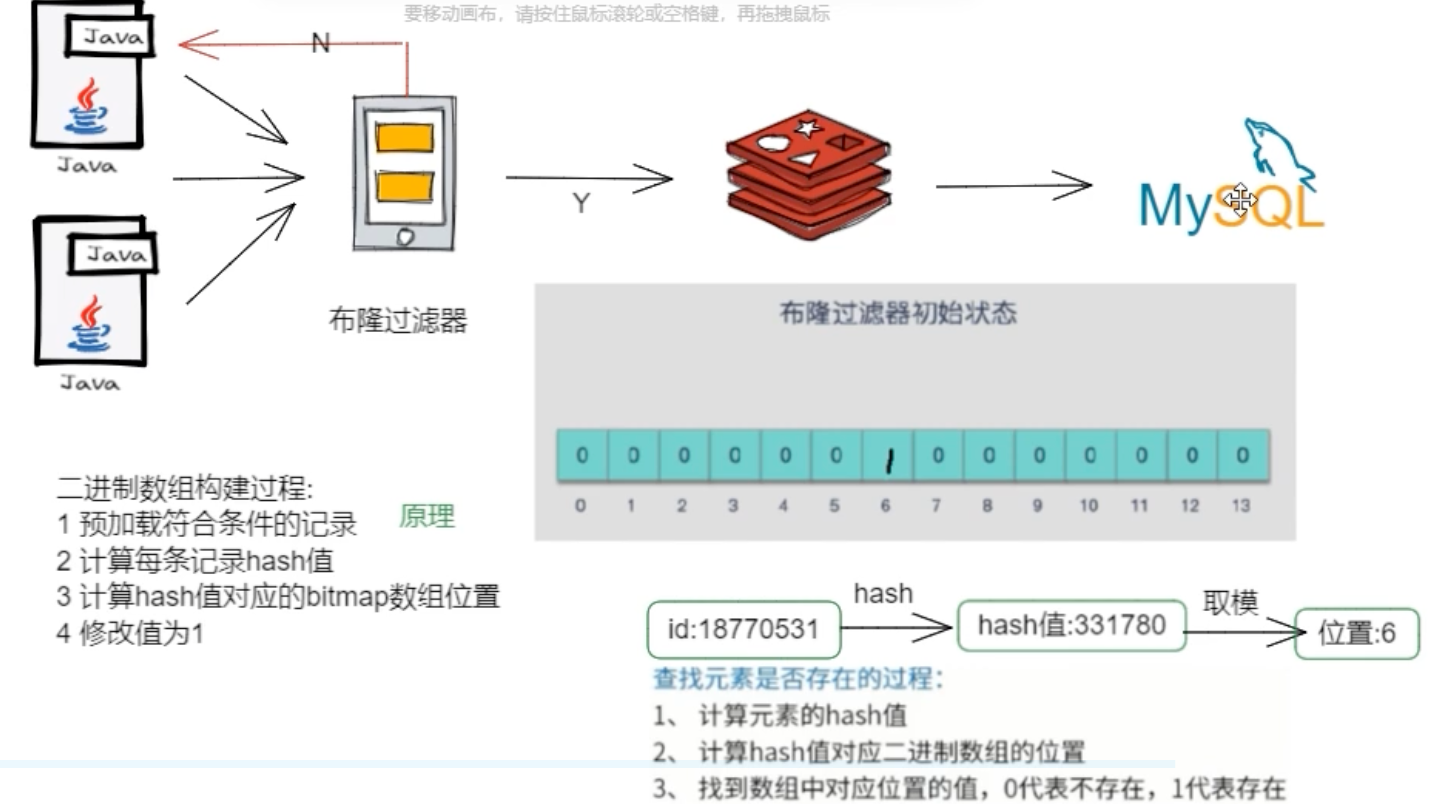 要移动画布，请按住鼠标滚轮或空格键，再拖拽鼠标
Java
N
Java
Y
MySQL
Java
Java
布隆过滤器
布隆过滤器初始状态
0 0 0 0 0 0 1 0 0 0 0 0 0 0
0 1 2 3 4 5 6 7 8 9 10 11 12 13
二进制数组构建过程:
1 预加载符合条件的记录
原理
2 计算每条记录hash值
3 计算hash值对应的bitmap数组位置
4 修改值为1
hash
取模
id:18770531
hash值:331780
位置:6
查找元素是否存在的过程：
1、 计算元素的hash值
2、 计算hash值对应二进制数组的位置
3、 找到数组中对应位置的值，0代表不存在，1代表存在